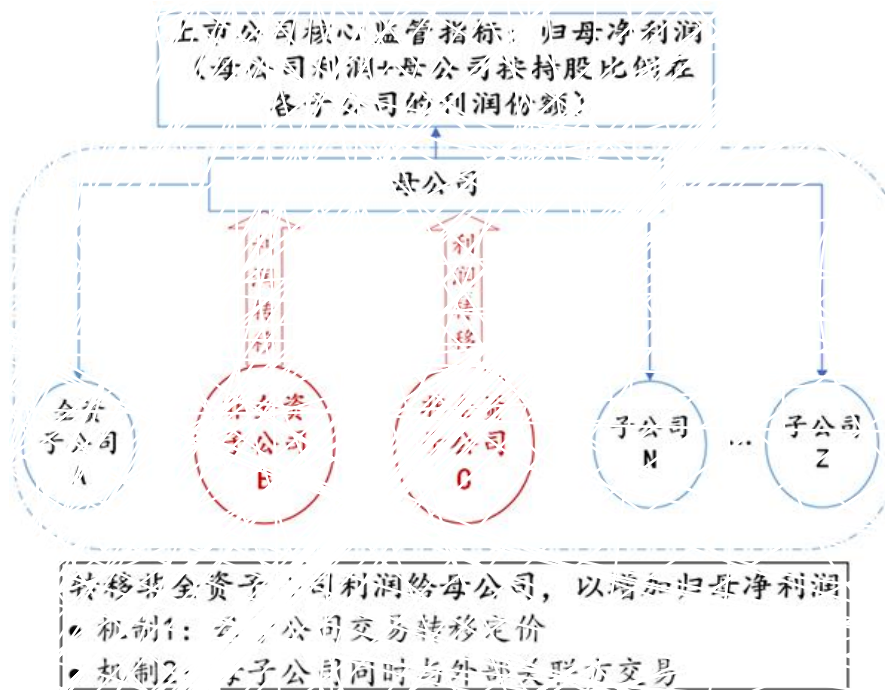 上市公司核心监管指标：归母净利润
（母公司利润+母公司按持股比例在
各子公司的利润份额）
母公司
利润转移
利润转移
全资
子公司
A
非全资
子公司
B
非全资
子公司
C
子公司
N
...
子公司
Z
转移非全资子公司利润给母公司，以增加归母净利润
• 机制1：母子公司交易转移定价
• 机制2：母子公司同时与外部关联方交易